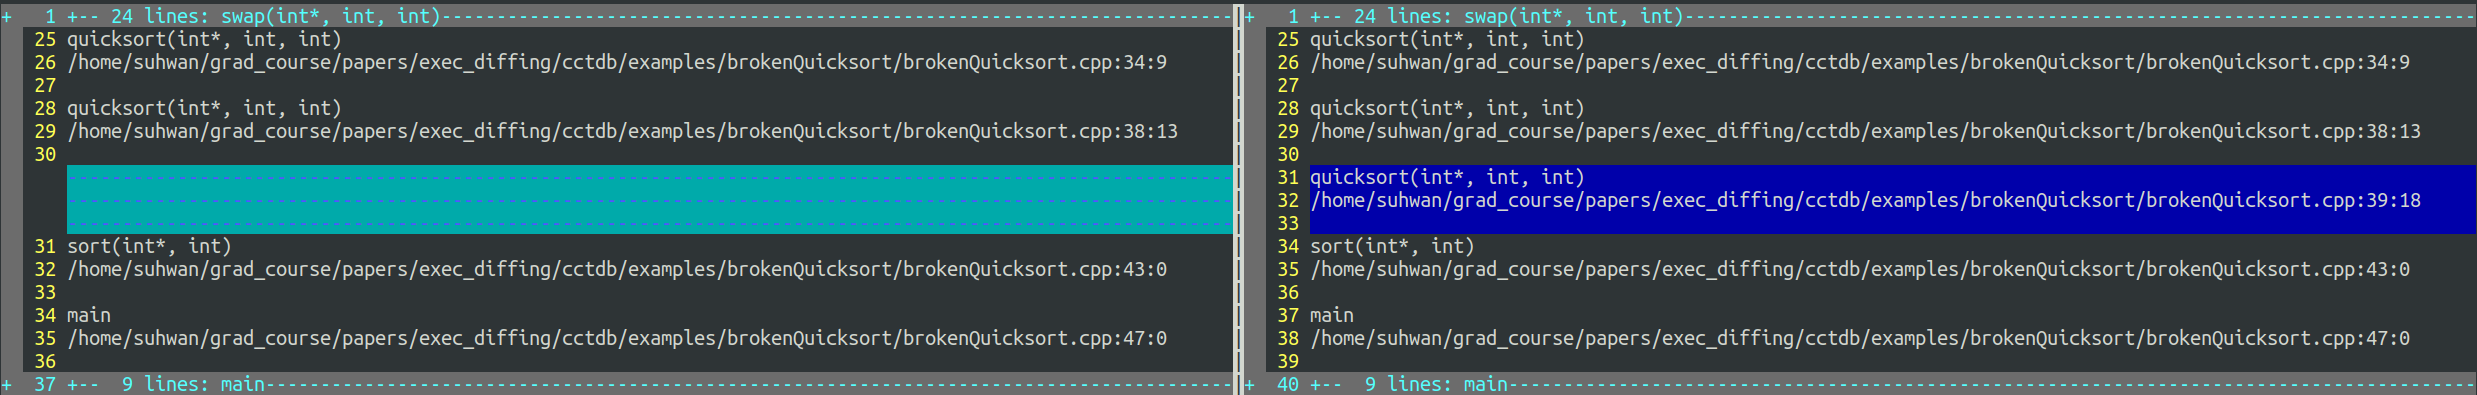 + 1 +-- 24 lines: swap(int*, int, int)------------------------------------------------------------------------
25 quicksort(int*, int, int)
26 /home/suhwan/grad_course/papers/exec_diffing/cctdb/examples/brokenQuicksort/brokenQuicksort.cpp:34:9
27
28 quicksort(int*, int, int)
29 /home/suhwan/grad_course/papers/exec_diffing/cctdb/examples/brokenQuicksort/brokenQuicksort.cpp:38:13
30
----------------------------------------------------------------------------------------------------------
----------------------------------------------------------------------------------------------------------
----------------------------------------------------------------------------------------------------------
31 sort(int*, int)
32 /home/suhwan/grad_course/papers/exec_diffing/cctdb/examples/brokenQuicksort/brokenQuicksort.cpp:43:0
33
34 main
35 /home/suhwan/grad_course/papers/exec_diffing/cctdb/examples/brokenQuicksort/brokenQuicksort.cpp:47:0
36
+ 37 +-- 9 lines: main----------------------------------------------------------------------------------------
+ 1 +-- 24 lines: swap(int*, int, int)------------------------------------------------------------------------
25 quicksort(int*, int, int)
26 /home/suhwan/grad_course/papers/exec_diffing/cctdb/examples/brokenQuicksort/brokenQuicksort.cpp:34:9
27
28 quicksort(int*, int, int)
29 /home/suhwan/grad_course/papers/exec_diffing/cctdb/examples/brokenQuicksort/brokenQuicksort.cpp:38:13
30
31 quicksort(int*, int, int)
32 /home/suhwan/grad_course/papers/exec_diffing/cctdb/examples/brokenQuicksort/brokenQuicksort.cpp:39:18
33
34 sort(int*, int)
35 /home/suhwan/grad_course/papers/exec_diffing/cctdb/examples/brokenQuicksort/brokenQuicksort.cpp:43:0
36
37 main
38 /home/suhwan/grad_course/papers/exec_diffing/cctdb/examples/brokenQuicksort/brokenQuicksort.cpp:47:0
39
+ 40 +-- 9 lines: main----------------------------------------------------------------------------------------